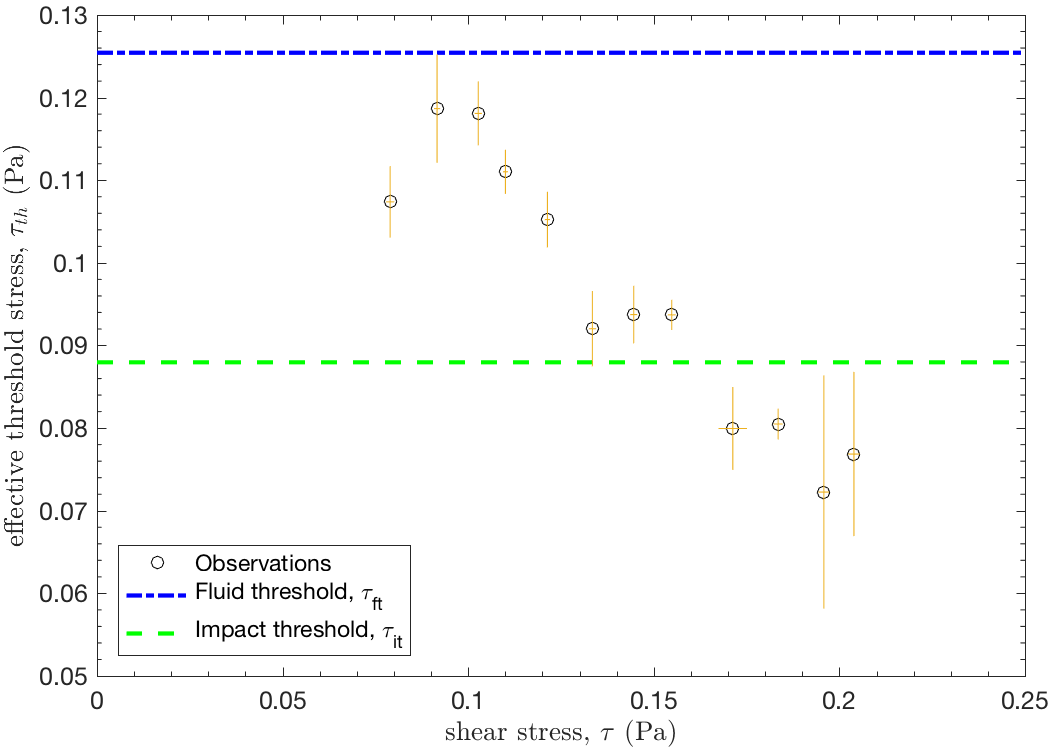 0.13
0.12
0.11
0.1
0.09
0.08
0.07
0.06
0.05
effective threshold stress, τth (Pa)
Observations
Fluid threshold, τft
Impact threshold, τit
0 0.05 0.1 0.15 0.2 0.25
shear stress, τ (Pa)